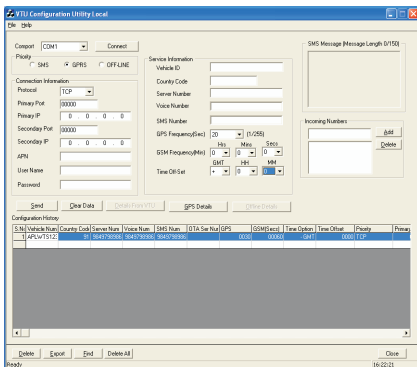 VTU Configuration Utility Local
File Help
Comport COM1 Connect
Priority
SMS GPRS OFF-LINE
Connection Information
Protocol TCP
Primary Port 00000
Primary IP 0 . 0 . 0 . 0
Secondary Port 00000
Secondary IP 0 . 0 . 0 . 0
APN
User Name
Password
Service Information
Vehicle ID
Country Code
Server Number
Voice Number
SMS Number
GPS Frequency(Sec) 20 (1/255)
Hrs Mins Secs
GSM Frequency(Min) 0 0 0
GMT HH MM
Time Off-Set + 0 0
SMS Message (Message Length 0/150)
Incoming Numbers
Add
Delete
Send Clear Data Details From VTU GPS Details Offline Details
Configuration History
S.No Vehicle Num Country Code Server Num Voice Num SMS Num OTA Ser Num GPS GSM(Secs) Time Option Time Offset Priority Primary
1 APLWTS123 91 9849798986 9849798986 9849798986 0030 00060 GMT 0000 TCP
Delete Export Find Delete All Close
Ready 16:22:21